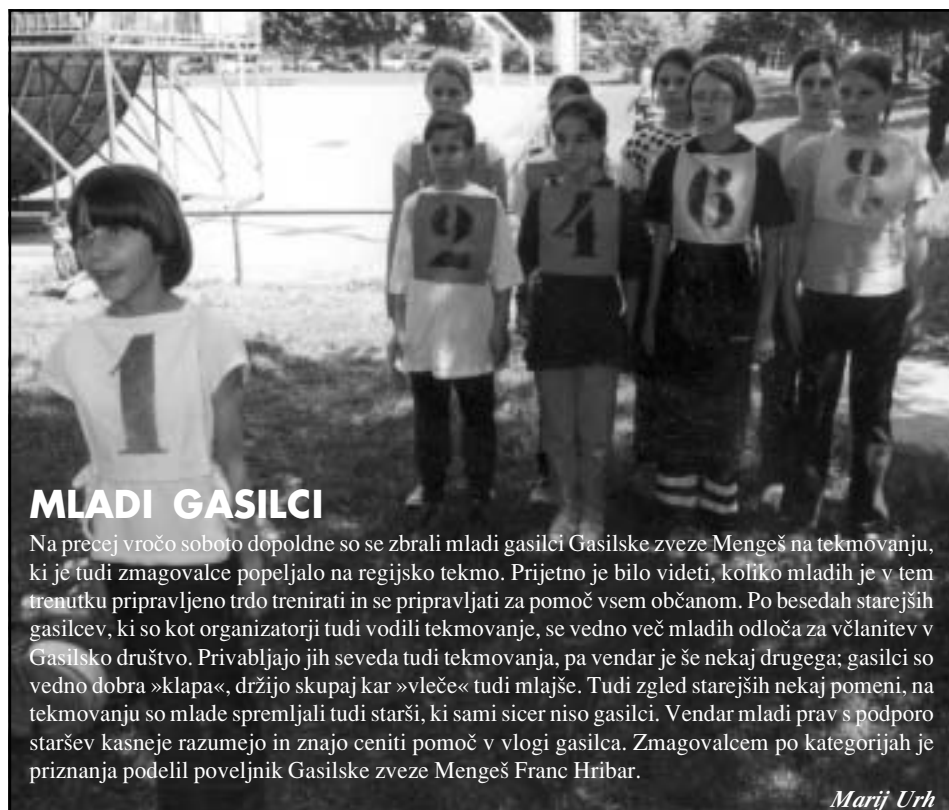 2
4
6
8
1
MLADI GASILCI
Na precej vročo soboto dopoldne so se zbrali mladi gasilci Gasilske zveze Mengeš na tekmovanju,
ki je tudi zmagovalce popeljalo na regijsko tekmo. Prijetno je bilo videti, koliko mladih je v tem
trenutku pripravljeno trdo trenirati in se pripravljati za pomoč vsem občanom. Po besedah starejših
gasilcev, ki so kot organizatorji tudi vodili tekmovanje, se vedno več mladih odloča za včlanitev v
Gasilsko društvo. Privabljajo jih seveda tudi tekmovanja, pa vendar je še nekaj drugega; gasilci so
vedno dobra »klapa«, držijo skupaj kar »vleče« tudi mlajše. Tudi zgled starejših nekaj pomeni, na
tekmovanju so mlade spremljali tudi starši, ki sami sicer niso gasilci. Vendar mladi prav s podporo
staršev kasneje razumejo in znajo ceniti pomoč v vlogi gasilca. Zmagovalcem po kategorijah je
priznanja podelil poveljnik Gasilske zveze Mengeš Franc Hribar.
Marij Urh